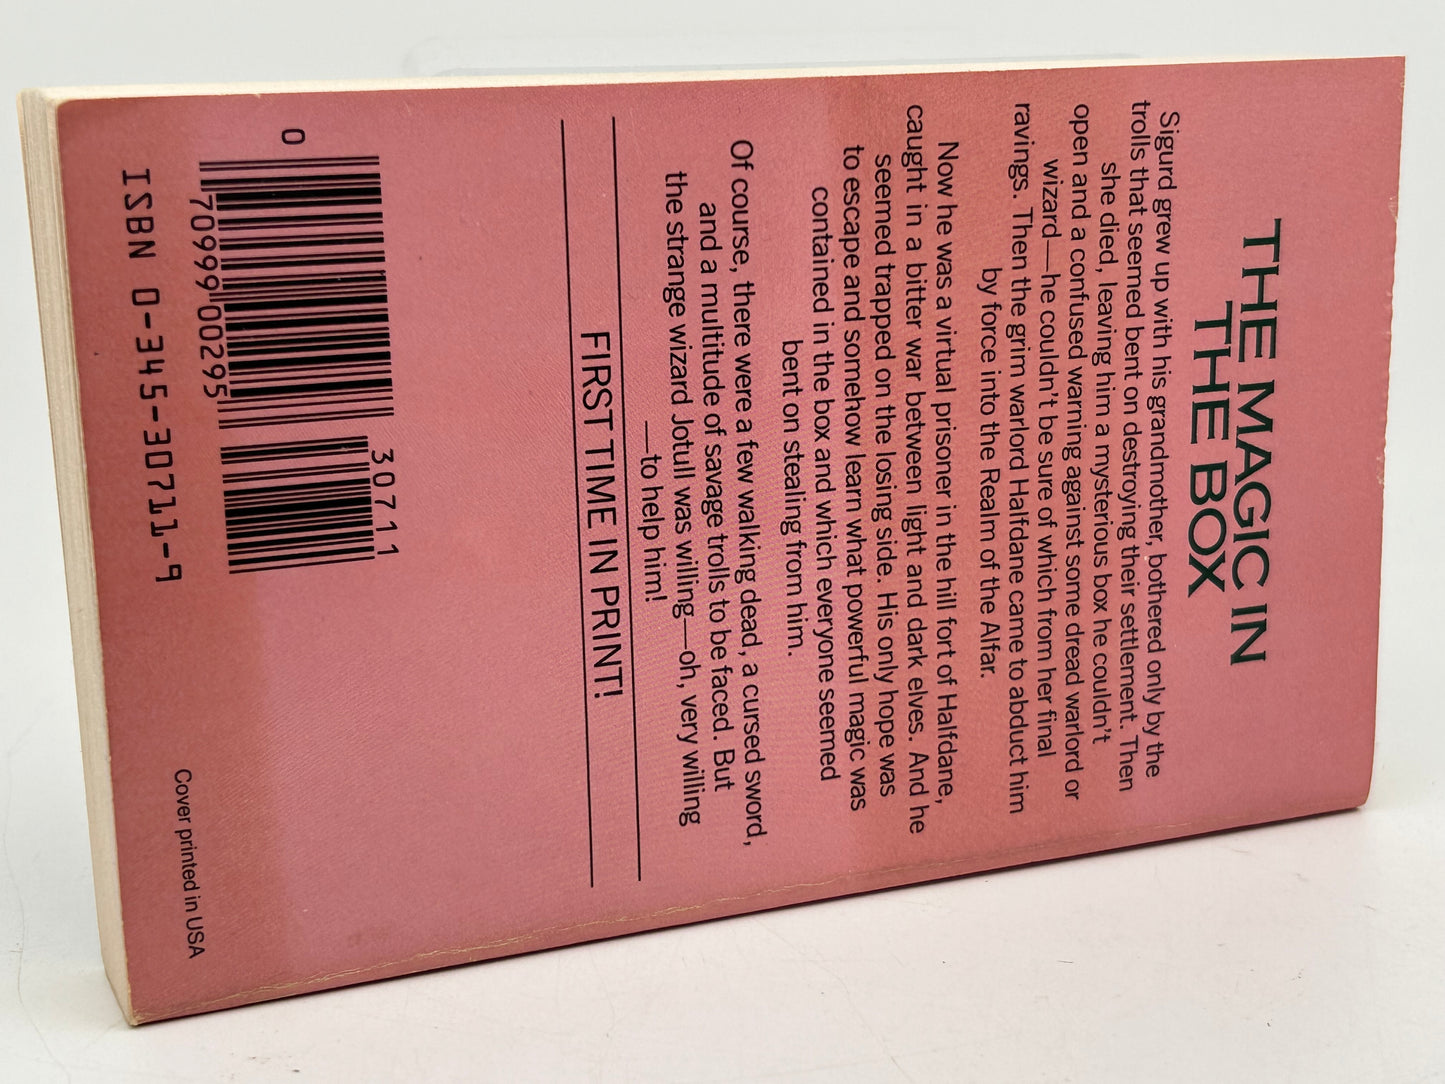 THE MAGIC IN
THE BOX
Sigurd grew up with his grandmother, bothered only by the
trolls that seemed bent on destroying their settlement. Then
she died, leaving him a mysterious box he couldn't
open and a confused warning against some dread warlord or
wizard—he couldn't be sure of which from her final
ravings. Then the grim warlord Halfdane came to abduct him
by force into the Realm of the Alfar.
Now he was a virtual prisoner in the hill fort of Halfdane,
caught in a bitter war between light and dark elves. And he
seemed trapped on the losing side. His only hope was
to escape and somehow learn what powerful magic was
contained in the box and which everyone seemed
bent on stealing from him.
Of course, there were a few walking dead, a cursed sword,
and a multitude of savage trolls to be faced. But
the strange wizard Jotull was willing—oh, very willing
—to help him!
FIRST TIME IN PRINT!
30711
0
70999 00295
ISBN 0-345-30711-9
Cover printed in USA